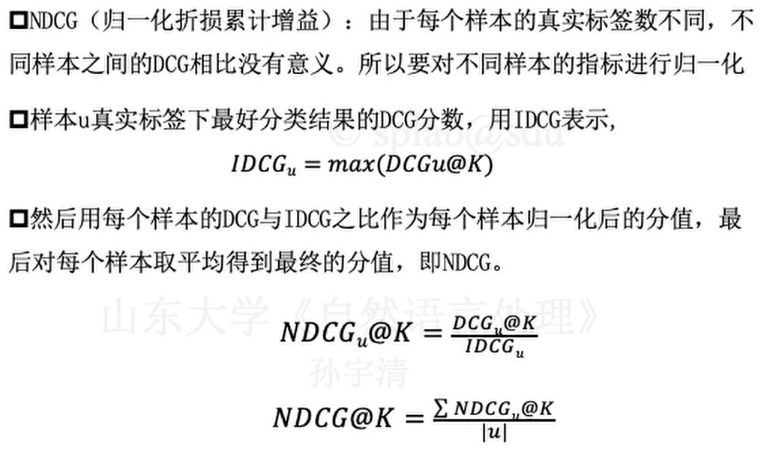 □NDCG（归一化折损累计增益）：由于每个样本的真实标签数不同，不
同样本之间的DCG相比没有意义。所以要对不同样本的指标进行归一化
© splab@sdu
□样本u真实标签下最好分类结果的DCG分数，用IDCG表示,
IDCG_u = max(DCGu@K)
□然后用每个样本的DCG与IDCG之比作为每个样本归一化后的分值，最
后对每个样本取平均得到最终的分值，即NDCG。
山东大学《自然语言处理》
NDCG_u@K = DCG_u@K / IDCG_u
孙宇清
NDCG@K = ∑ NDCG_u@K / |u|